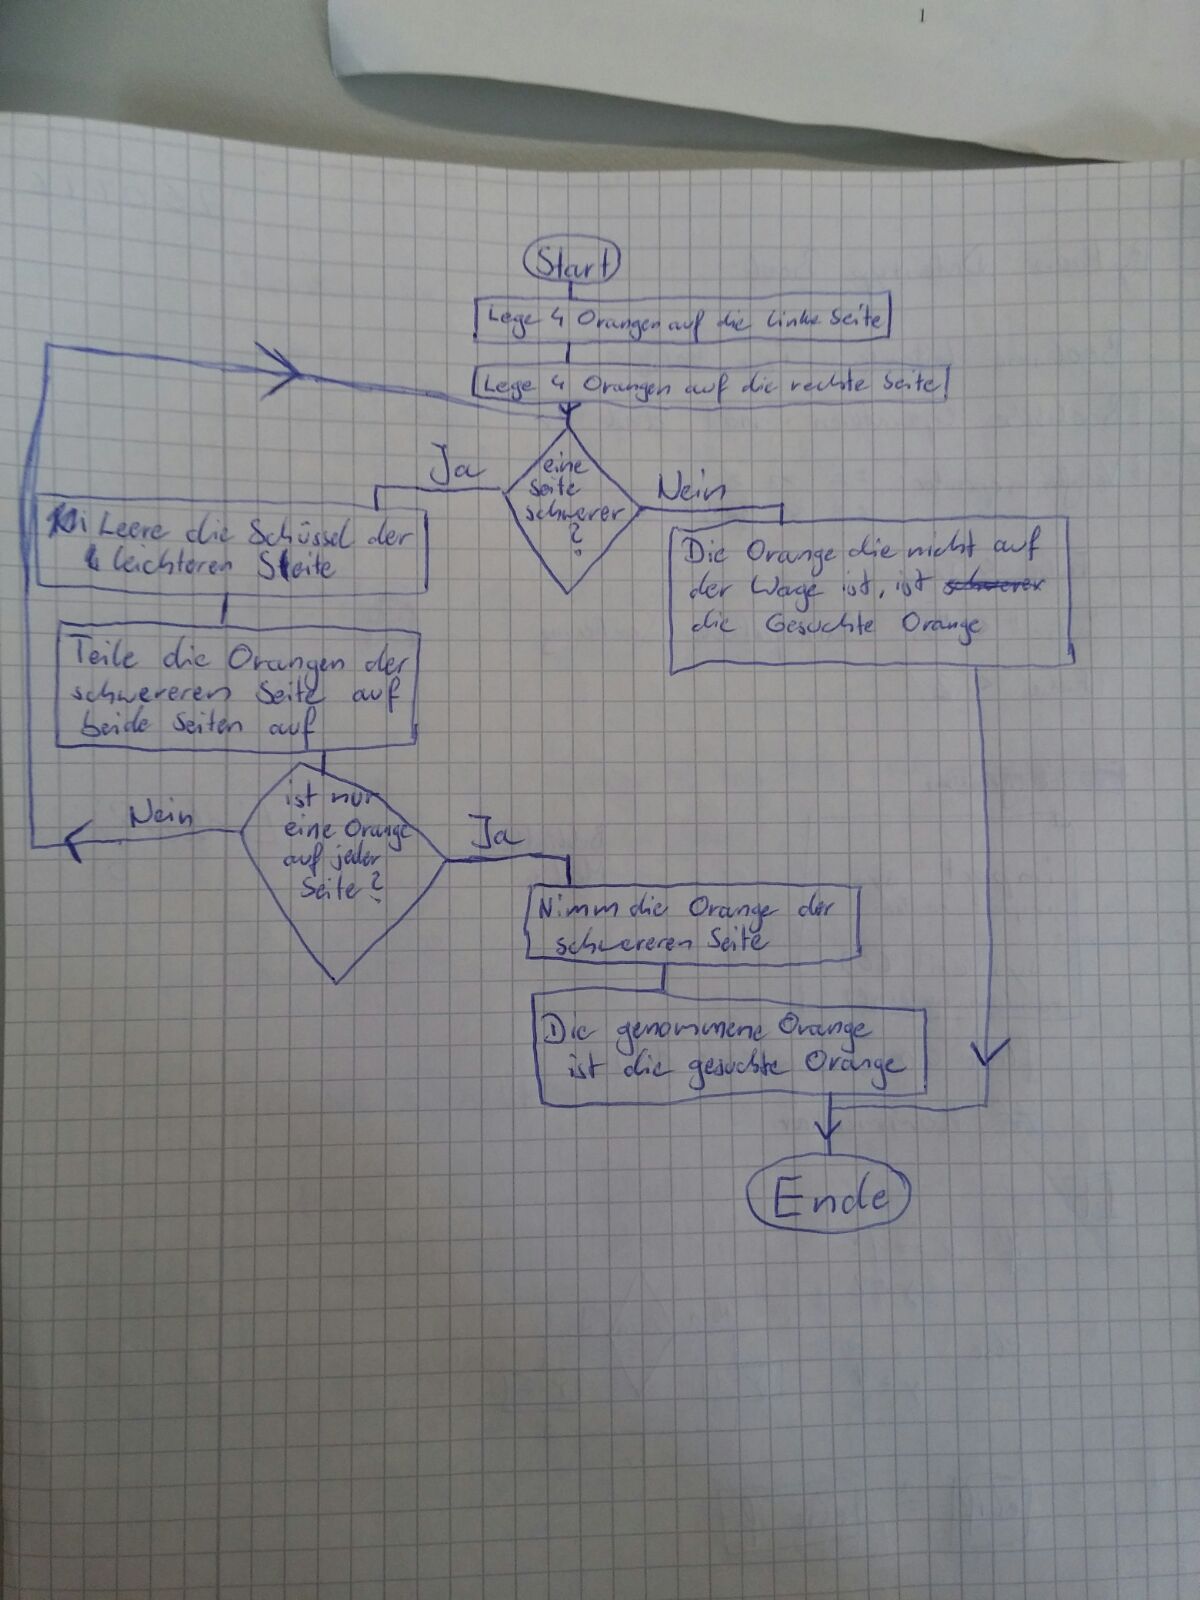 1
Start
Lege 4 Orangen auf die linke Seite
Lege 4 Orangen auf die rechte Seite
Ja
eine
Seite
schwerer
?
Nein
Leere die Schüssel der
leichteren Seite
Die Orange die nicht auf
der Wage ist, ist schwerer
die Gesuchte Orange
Teile die Orangen der
schwereren Seite auf
beide Seiten auf
Nein
ist nur
eine Orange
auf jeder
Seite?
Ja
Nimm die Orange der
schwereren Seite
Die genommene Orange
ist die gesuchte Orange
Ende